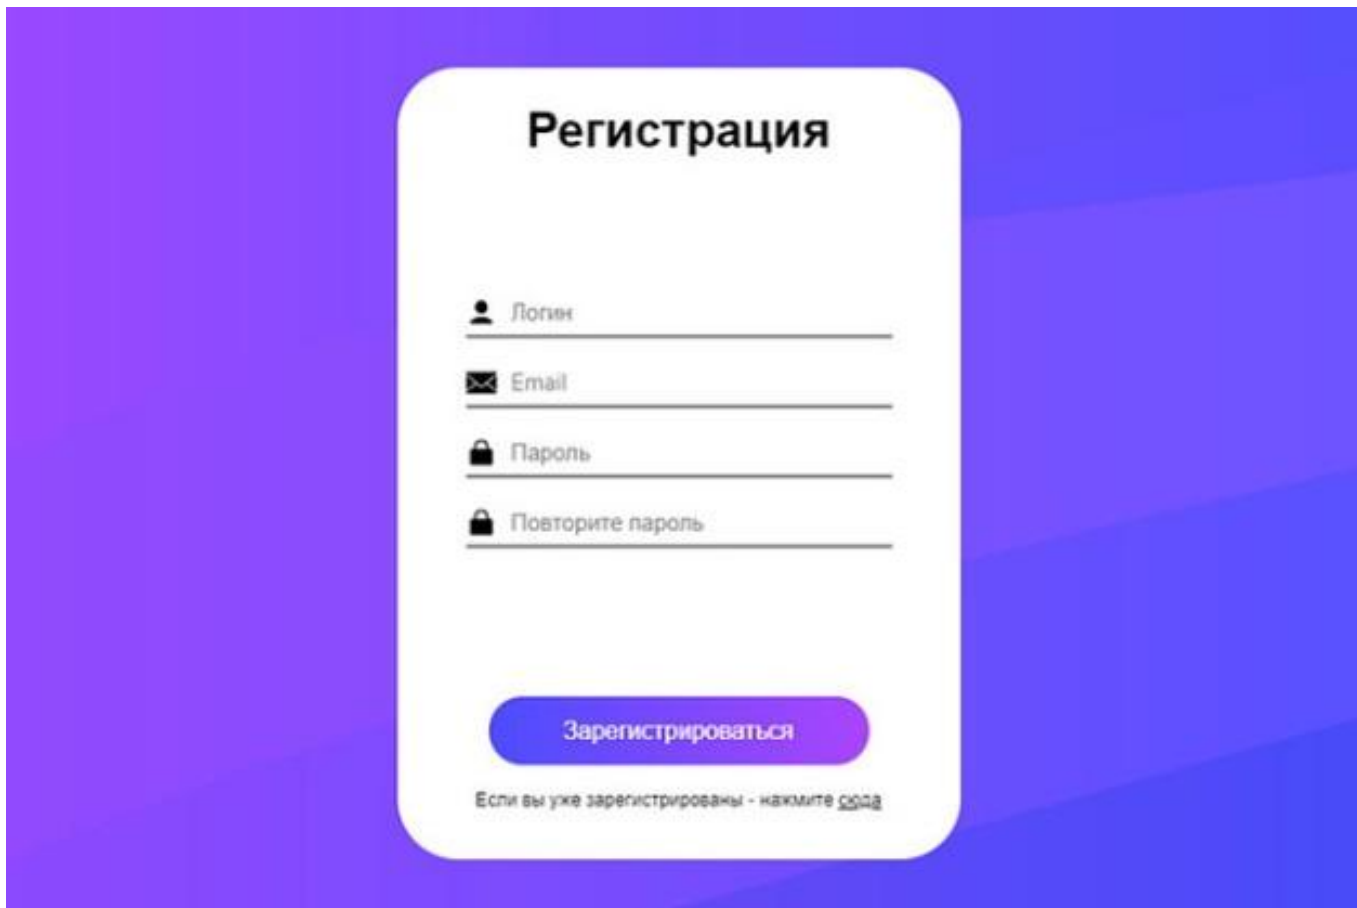 Регистрация
Логин
Email
Пароль
Повторите пароль
Зарегистрироваться
Если вы уже зарегистрированы - нажмите сюда